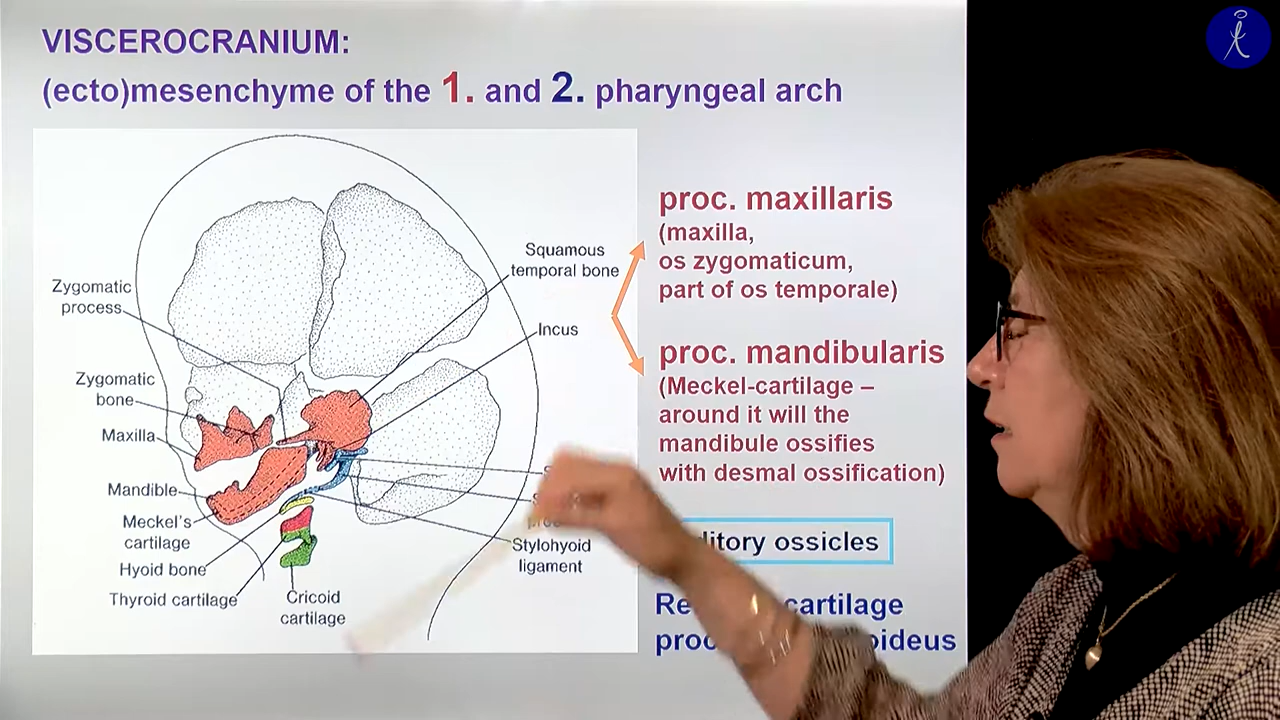 VISCEROCRANIUM:
(ecto)mesenchyme of the 1. and 2. pharyngeal arch
Squamous
temporal bone
Zygomatic
process
Incus
Zygomatic
bone
Maxilla
Mandible
Meckel's
cartilage
Hyoid bone
Thyroid cartilage
Cricoid
cartilage
Stylohyoid
ligament
proc. maxillaris
(maxilla,
os zygomaticum,
part of os temporale)
proc. mandibularis
(Meckel-cartilage –
around it will the
mandibule ossifies
with desmal ossification)
ossicles
cartilage